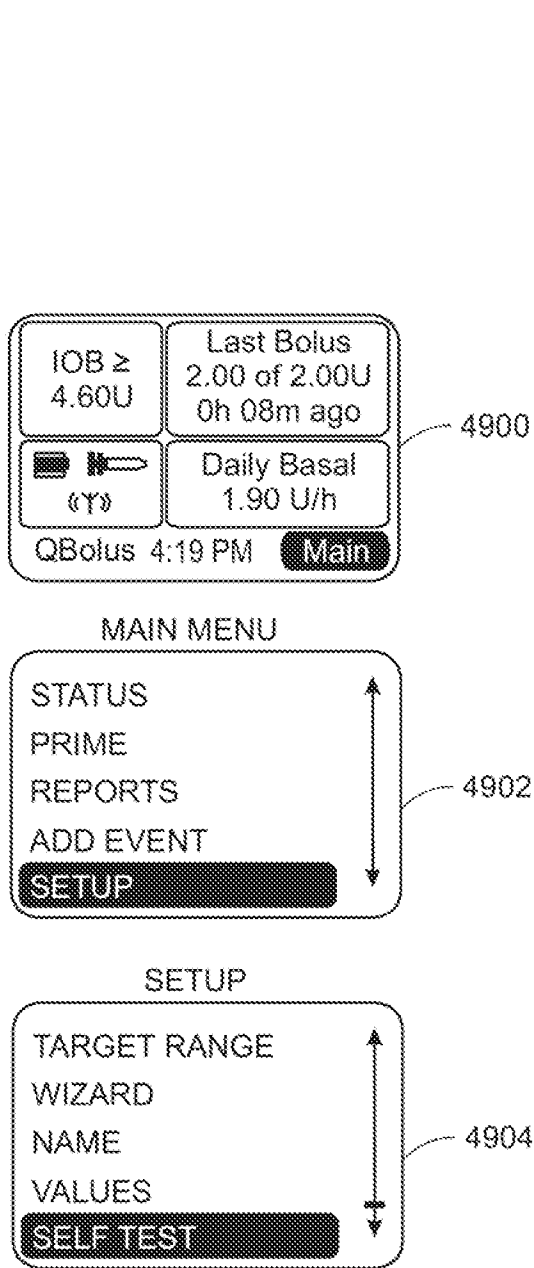 IOB ≥
4.60U
Last Bolus
2.00 of 2.00U
0h 08m ago
4900
Daily Basal
1.90 U/h
QBolus 4:19 PM Main
MAIN MENU
STATUS
PRIME
REPORTS
4902
ADD EVENT
SETUP
SETUP
TARGET RANGE
WIZARD
NAME
4904
VALUES
SELF TEST